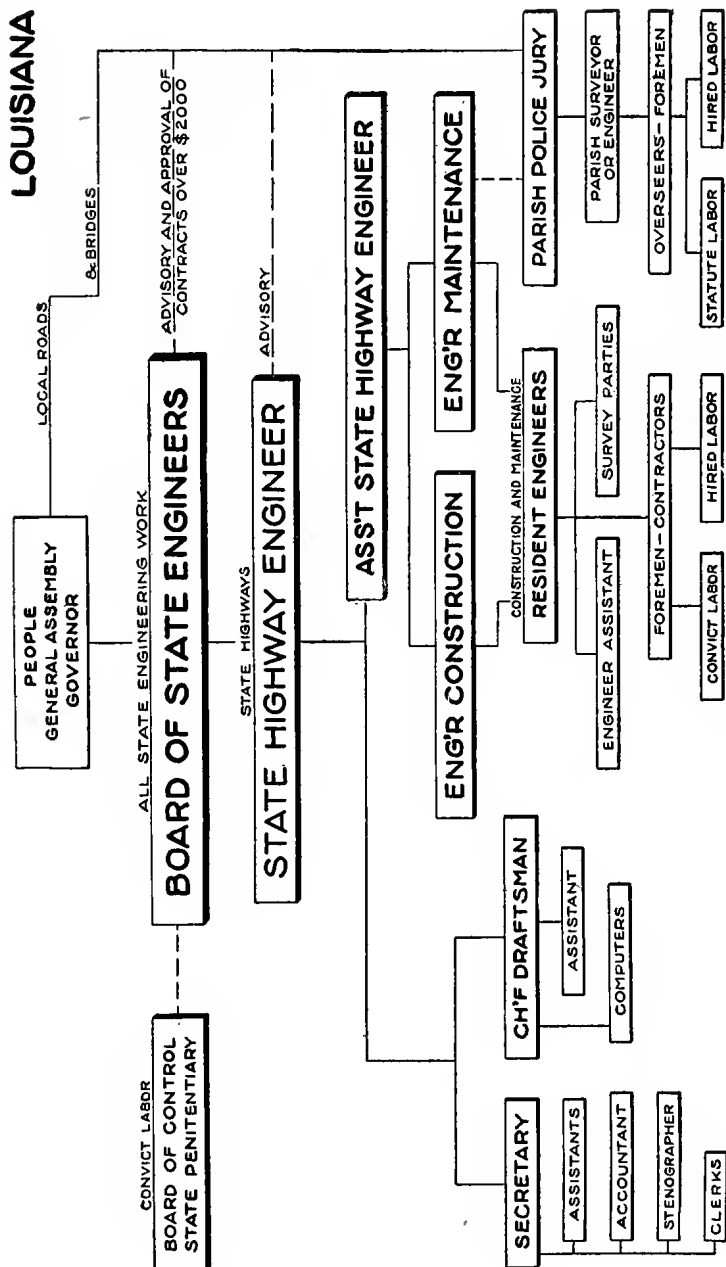 LOUISIANA
PEOPLE
GENERAL ASSEMBLY
GOVERNOR
LOCAL ROADS
& BRIDGES
CONVICT LABOR
BOARD OF CONTROL
STATE PENITENTIARY
ALL STATE ENGINEERING WORK
BOARD OF STATE ENGINEERS
ADVISORY AND APPROVAL OF
CONTRACTS OVER $2000
STATE HIGHWAYS
STATE HIGHWAY ENGINEER
ADVISORY
ASS'T STATE HIGHWAY ENGINEER
SECRETARY
ASSISTANTS
ACCOUNTANT
STENOGRAPHER
CLERKS
CH'F DRAFTSMAN
ASSISTANT
COMPUTERS
ENG'R CONSTRUCTION
ENG'R MAINTENANCE
CONSTRUCTION AND MAINTENANCE
RESIDENT ENGINEERS
ENGINEER ASSISTANT
SURVEY PARTIES
FOREMEN-CONTRACTORS
CONVICT LABOR
HIRED LABOR
PARISH POLICE JURY
PARISH SURVEYOR
OR ENGINEER
OVERSEERS-FOREMEN
STATUTE LABOR
HIRED LABOR